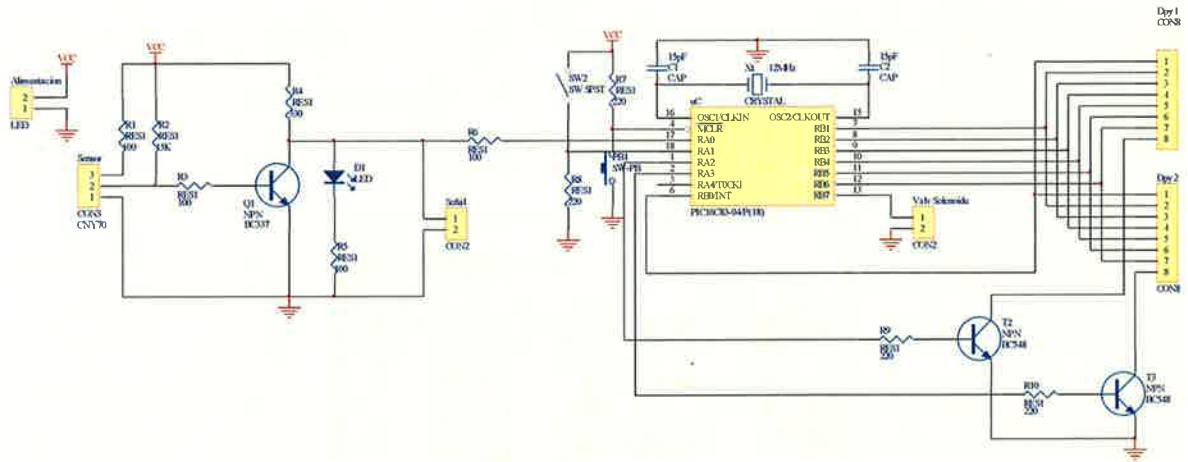 Alimentacion
2
1
LED
VCC
VCC
R1
RES1
100
R2
RES1
15K
R4
RES1
330
Sensor
3
2
1
CON3
CNY70
R3
RES1
100
Q1
NPN
BC337
D1
LED
R5
RES1
100
Señal
1
2
CON2
R6
RES1
100
VCC
SW2
SW SPST
R7
RES1
220
R8
RES1
220
PB1
SW-PB
15pF
C1
CAP
X1
12MHz
CRYSTAL
15pF
C2
CAP
uC
16
4
17
18
1
2
3
6
OSC1/CLKIN
MCLR
RA0
RA1
RA2
RA3
RA4/T0CKI
RB0/INT
OSC2/CLKOUT
RB1
RB2
RB3
RB4
RB5
RB6
RB7
15
7
8
9
10
11
12
13
Valv Solenoide
1
2
CON2
Dpy1
CON8
1
2
3
4
5
6
7
8
Dpy2
1
2
3
4
5
6
7
8
CON8
R9
RES1
220
T2
NPN
BC548
R10
RES1
220
T3
NPN
BC548